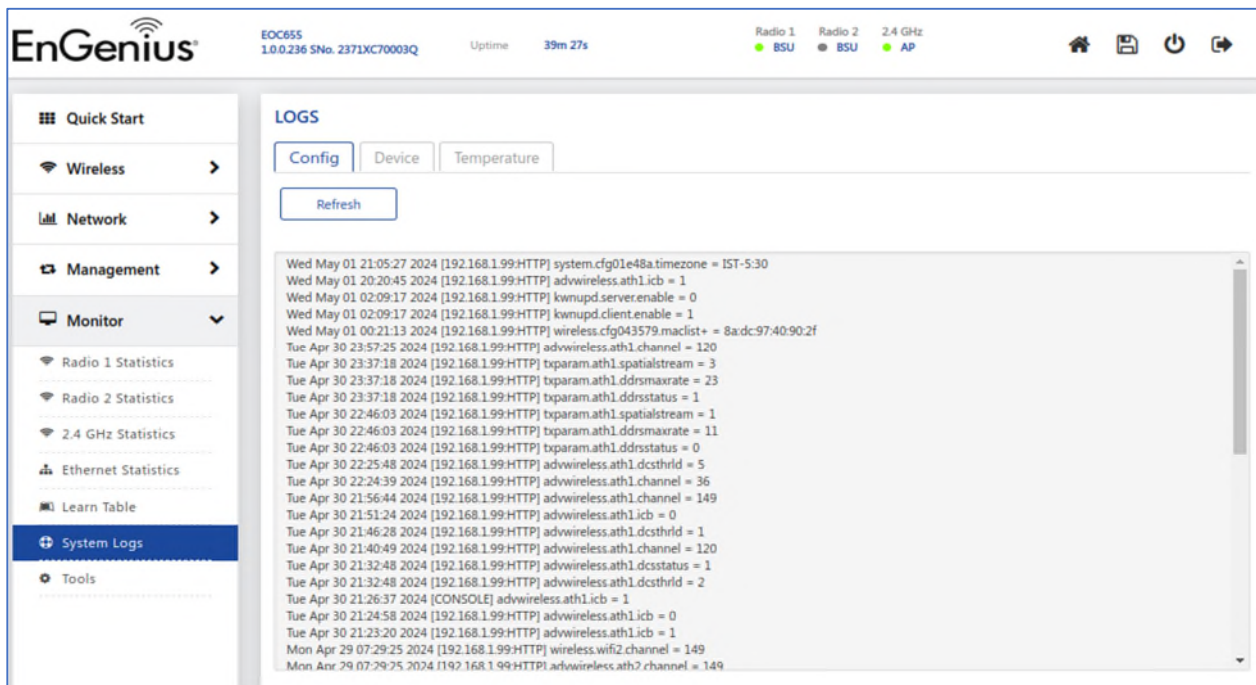 EnGenius
EOC655
1.0.0.236 SNo. 2371XC70003Q
Uptime 39m 27s
Radio 1 Radio 2 2.4 GHz
BSU BSU AP
Quick Start
Wireless
Network
Management
Monitor
Radio 1 Statistics
Radio 2 Statistics
2.4 GHz Statistics
Ethernet Statistics
Learn Table
System Logs
Tools
LOGS
Config Device Temperature
Refresh
Wed May 01 21:05:27 2024 [192.168.1.99:HTTP] system.cfg01e48a.timezone = IST-5:30
Wed May 01 20:20:45 2024 [192.168.1.99:HTTP] advwireless.ath1.icb = 1
Wed May 01 02:09:17 2024 [192.168.1.99:HTTP] kwnupd.server.enable = 0
Wed May 01 02:09:17 2024 [192.168.1.99:HTTP] kwnupd.client.enable = 1
Wed May 01 00:21:13 2024 [192.168.1.99:HTTP] wireless.cfg043579.maclist+ = 8a:dc:97:40:90:2f
Tue Apr 30 23:57:25 2024 [192.168.1.99:HTTP] advwireless.ath1.channel = 120
Tue Apr 30 23:37:18 2024 [192.168.1.99:HTTP] txparam.ath1.spatialstream = 3
Tue Apr 30 23:37:18 2024 [192.168.1.99:HTTP] txparam.ath1.ddrsmaxrate = 23
Tue Apr 30 23:37:18 2024 [192.168.1.99:HTTP] txparam.ath1.ddrsstatus = 1
Tue Apr 30 22:46:03 2024 [192.168.1.99:HTTP] txparam.ath1.spatialstream = 1
Tue Apr 30 22:46:03 2024 [192.168.1.99:HTTP] txparam.ath1.ddrsmaxrate = 11
Tue Apr 30 22:46:03 2024 [192.168.1.99:HTTP] txparam.ath1.ddrsstatus = 0
Tue Apr 30 22:25:48 2024 [192.168.1.99:HTTP] advwireless.ath1.dcsthrld = 5
Tue Apr 30 22:24:39 2024 [192.168.1.99:HTTP] advwireless.ath1.channel = 36
Tue Apr 30 21:56:44 2024 [192.168.1.99:HTTP] advwireless.ath1.channel = 149
Tue Apr 30 21:51:24 2024 [192.168.1.99:HTTP] advwireless.ath1.icb = 0
Tue Apr 30 21:46:28 2024 [192.168.1.99:HTTP] advwireless.ath1.dcsthrld = 1
Tue Apr 30 21:40:49 2024 [192.168.1.99:HTTP] advwireless.ath1.channel = 120
Tue Apr 30 21:32:48 2024 [192.168.1.99:HTTP] advwireless.ath1.dcsstatus = 1
Tue Apr 30 21:32:48 2024 [192.168.1.99:HTTP] advwireless.ath1.dcsthrld = 2
Tue Apr 30 21:26:37 2024 [CONSOLE] advwireless.ath1.icb = 1
Tue Apr 30 21:24:58 2024 [192.168.1.99:HTTP] advwireless.ath1.icb = 0
Tue Apr 30 21:23:20 2024 [192.168.1.99:HTTP] advwireless.ath1.icb = 1
Mon Apr 29 07:29:25 2024 [192.168.1.99:HTTP] wireless.wifi2.channel = 149
Mon Apr 29 07:29:25 2024 [192.168.1.99:HTTP] advwireless.ath2.channel = 149